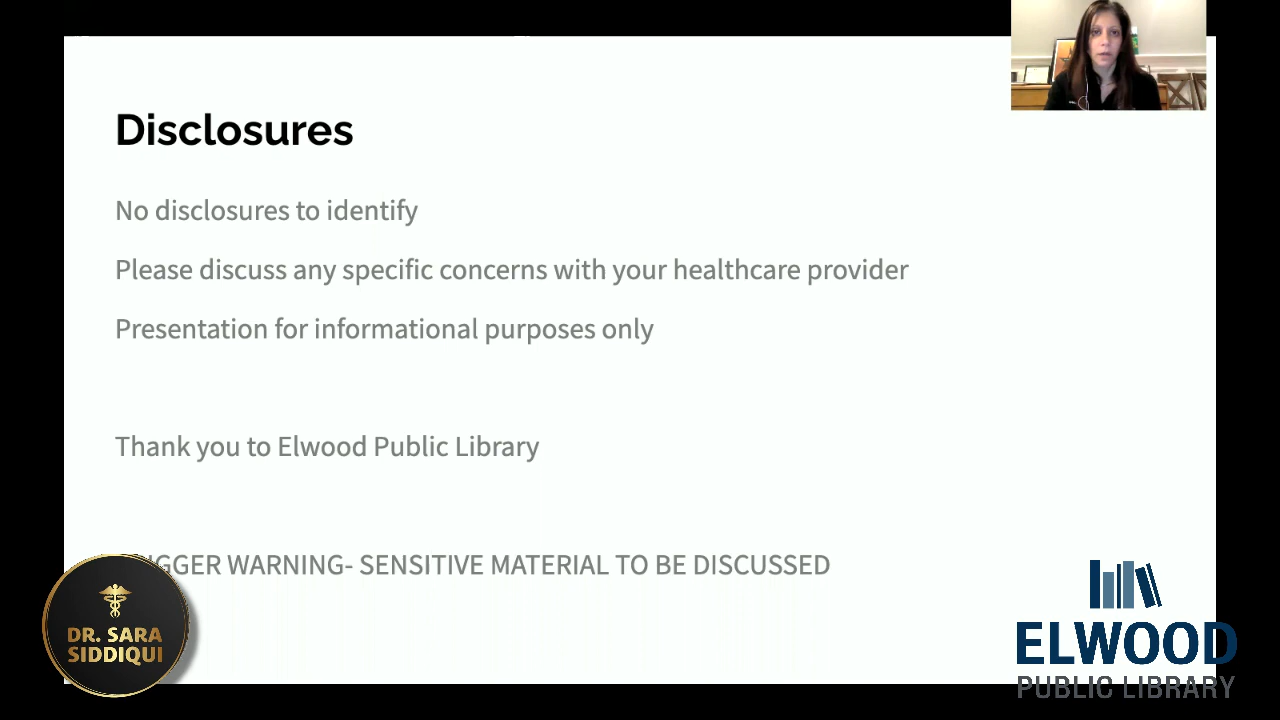 Disclosures
No disclosures to identify
Please discuss any specific concerns with your healthcare provider
Presentation for informational purposes only
Thank you to Elwood Public Library
WARNING- SENSITIVE MATERIAL TO BE DISCUSSED
DR. SARA
SIDDIQUI
ELWOOD
PUBLIC LIBRARY